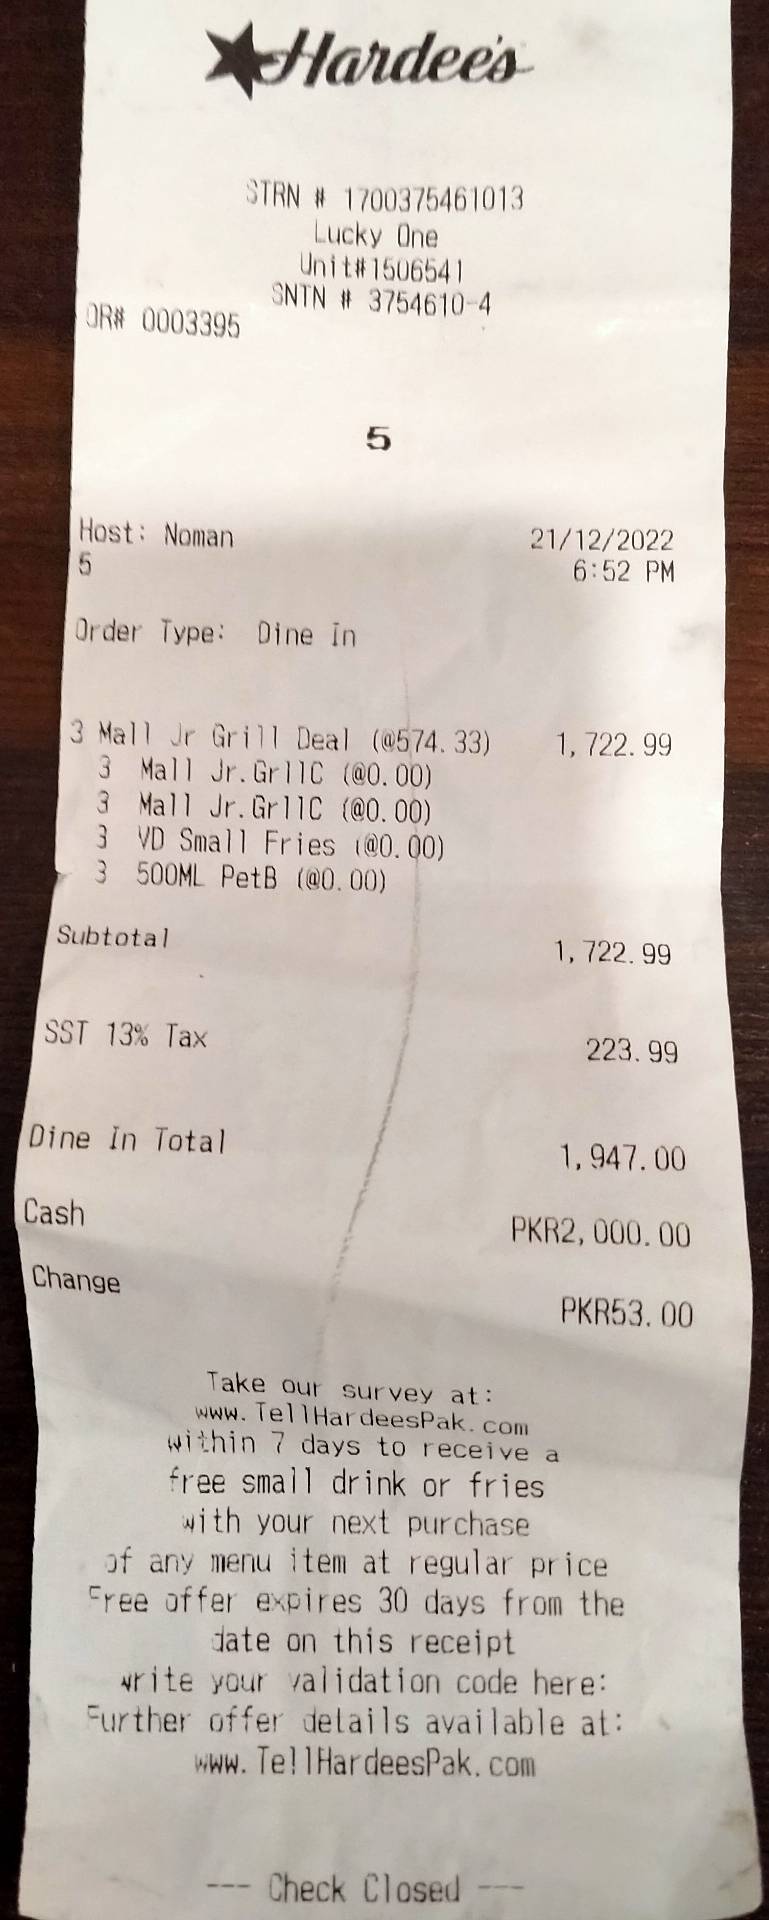 Hardee's
STRN # 1700375461013
Lucky One
Unit#1506541
SNTN # 3754610-4
OR# 0003395
5
Host: Noman 21/12/2022
5 6:52 PM
Order Type: Dine In
3 Mall Jr Grill Deal (@574.33) 1,722.99
3 Mall Jr.GrllC (@0.00)
3 Mall Jr.GrllC (@0.00)
3 VD Small Fries (@0.00)
3 500ML PetB (@0.00)
Subtotal 1,722.99
SST 13% Tax 223.99
Dine In Total 1,947.00
Cash PKR2,000.00
Change PKR53.00
Take our survey at:
www.TellHardeesPak.com
within 7 days to receive a
free small drink or fries
with your next purchase
of any menu item at regular price
Free offer expires 30 days from the
date on this receipt
write your validation code here:
Further offer details available at:
www.TellHardeesPak.com
--- Check Closed ---